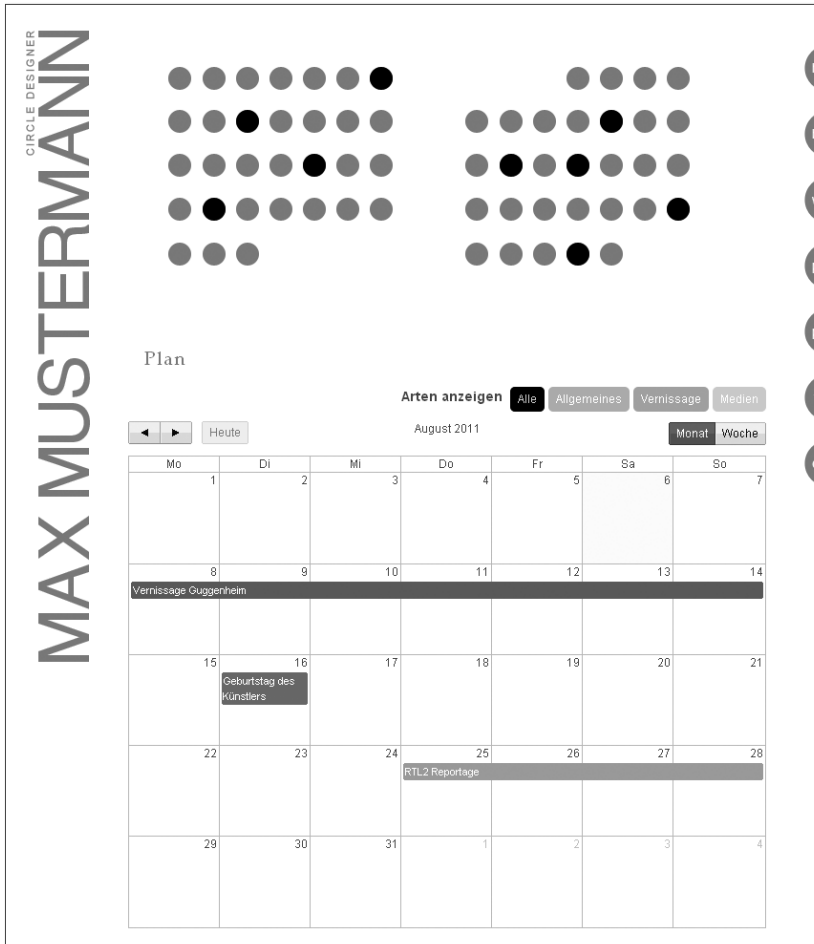 CIRCLE DESIGNER
MAX MUSTERMANN
Plan
Arten anzeigen Alle Allgemeines Vernissage Medien
◄ ► Heute August 2011 Monat Woche
Mo Di Mi Do Fr Sa So
1 2 3 4 5 6 7
8 9 10 11 12 13 14
Vernissage Guggenheim
15 16 17 18 19 20 21
Geburtstag des
Künstlers
22 23 24 25 26 27 28
RTL2 Reportage
29 30 31 1 2 3 4